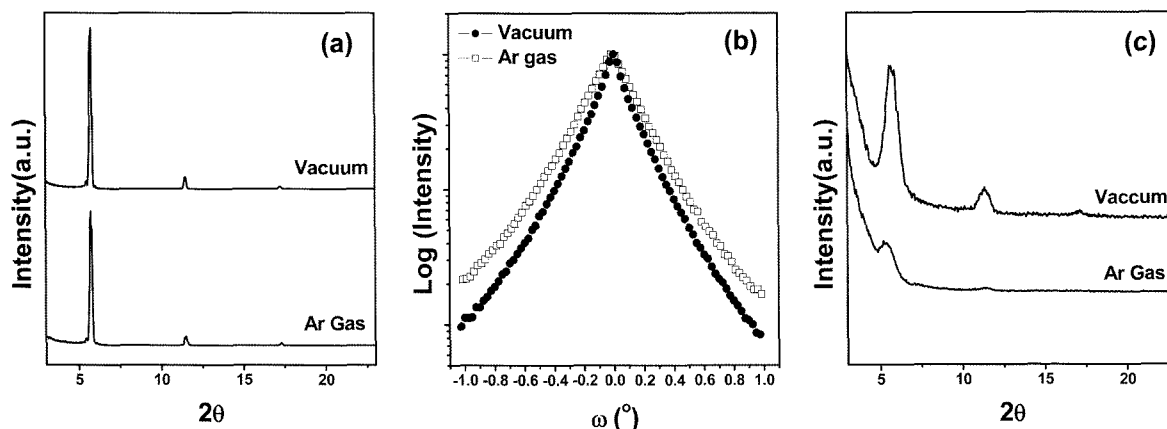 (a)
Vacuum
Ar Gas
Intensity(a.u.)
5 10 15 20
2θ
(b)
Vacuum
Ar gas
Log (Intensity)
-1.0 -0.8 -0.6 -0.4 -0.2 0.0 0.2 0.4 0.6 0.8 1.0
ω (°)
(c)
Vaccum
Ar Gas
Intensity(a.u.)
5 10 15 20
2θ